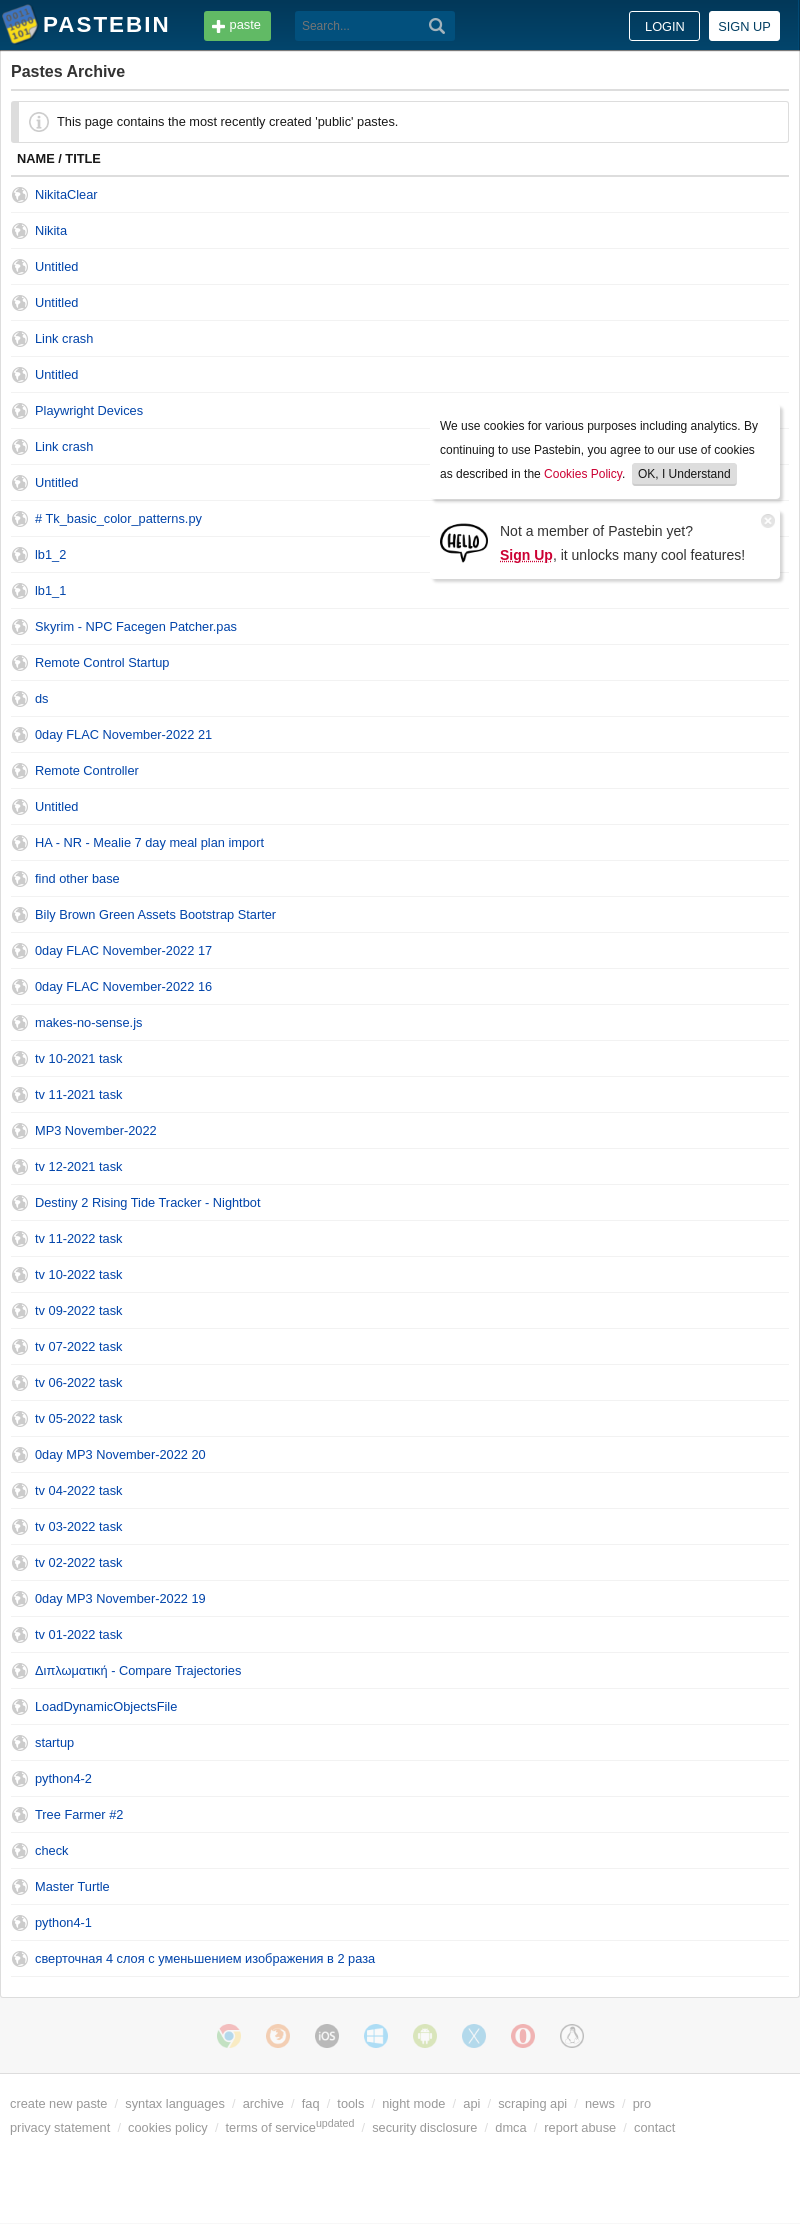 PASTEBIN paste Search... LOGIN SIGN UP
Pastes Archive
This page contains the most recently created 'public' pastes.
NAME / TITLE
NikitaClear
Nikita
Untitled
Untitled
Link crash
Untitled
Playwright Devices
Link crash
Untitled
# Tk_basic_color_patterns.py
lb1_2
lb1_1
We use cookies for various purposes including analytics. By
continuing to use Pastebin, you agree to our use of cookies
as described in the Cookies Policy. OK, I Understand
HELLO
Not a member of Pastebin yet?
Sign Up, it unlocks many cool features!
Skyrim - NPC Facegen Patcher.pas
Remote Control Startup
ds
0day FLAC November-2022 21
Remote Controller
Untitled
HA - NR - Mealie 7 day meal plan import
find other base
Bily Brown Green Assets Bootstrap Starter
0day FLAC November-2022 17
0day FLAC November-2022 16
makes-no-sense.js
tv 10-2021 task
tv 11-2021 task
MP3 November-2022
tv 12-2021 task
Destiny 2 Rising Tide Tracker - Nightbot
tv 11-2022 task
tv 10-2022 task
tv 09-2022 task
tv 07-2022 task
tv 06-2022 task
tv 05-2022 task
0day MP3 November-2022 20
tv 04-2022 task
tv 03-2022 task
tv 02-2022 task
0day MP3 November-2022 19
tv 01-2022 task
Διπλωματική - Compare Trajectories
LoadDynamicObjectsFile
startup
python4-2
Tree Farmer #2
check
Master Turtle
python4-1
сверточная 4 слоя с уменьшением изображения в 2 раза
iOS
create new paste / syntax languages / archive / faq / tools / night mode / api / scraping api / news / pro
privacy statement / cookies policy / terms of service updated / security disclosure / dmca / report abuse / contact